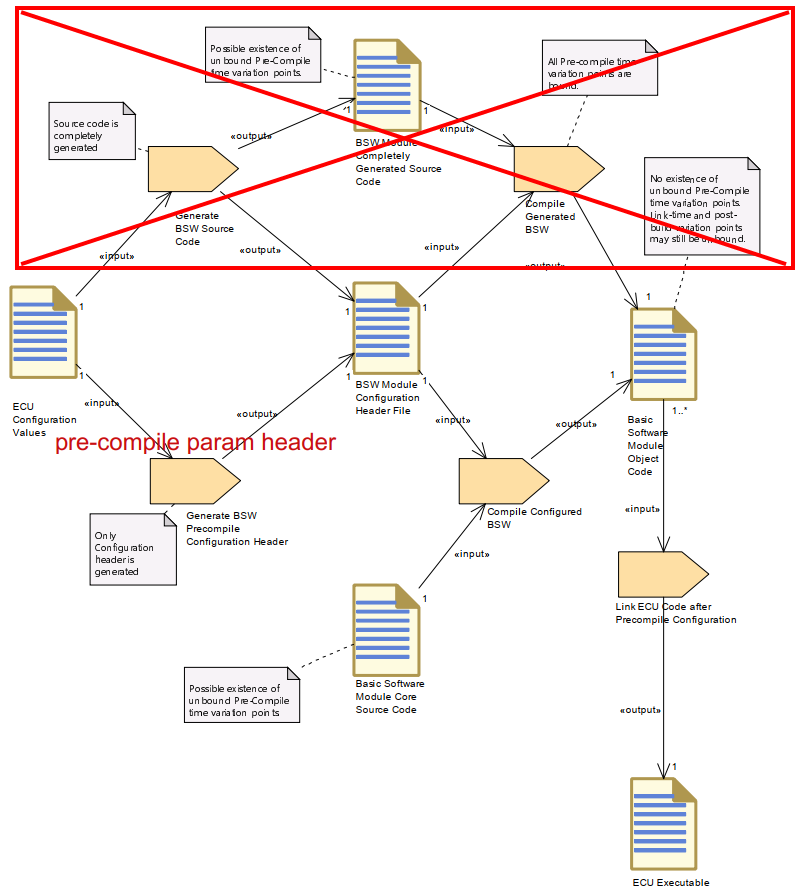 Possible existence of
unbound Pre-Compile
time variation points.
All Pre-compile time
variation points are
bound.
Source code is
completely
generated
«output»
1
1
«input»
BSW Module
Completely
Generated Source
Code
No existence of
unbound Pre-Compile
time variation points.
Link-time and post-
build variation points
may still be unbound.
Generate
BSW Source
Code
Compile
Generated
BSW
«input»
«output»
«input»
«output»
1
1
1
1
1
1
1
1
1..*
ECU
Configuration
Values
«input»
BSW Module
Configuration
Header File
«output»
«input»
«output»
Basic
Software
Module
Object
Code
pre-compile param header
Generate BSW
Precompile
Configuration Header
Compile Configured
BSW
«input»
Only
Configuration
header is
generated
«input»
1
Link ECU Code after
Precompile Configuration
Possible existence of
unbound Pre-Compile
time variation points
Basic Software
Module Core
Source Code
«output»
1
ECU Executable